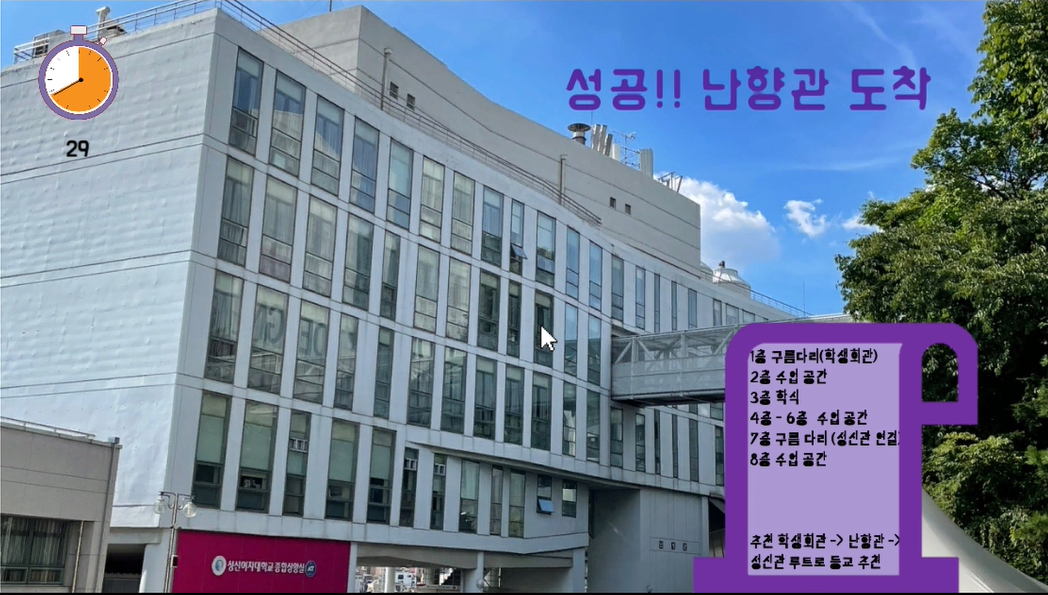 성공!! 난향관 도착
29
1층 구름다리(학생회관)
2층 수업 공간
3층 학식
4층 - 6층 수업 공간
7층 구름 다리 (성신관 연결)
8층 수업 공간
추천 학생회관 -> 난향관 ->
성신관 루트로 등교 추천
성신여자대학교 종합상황실